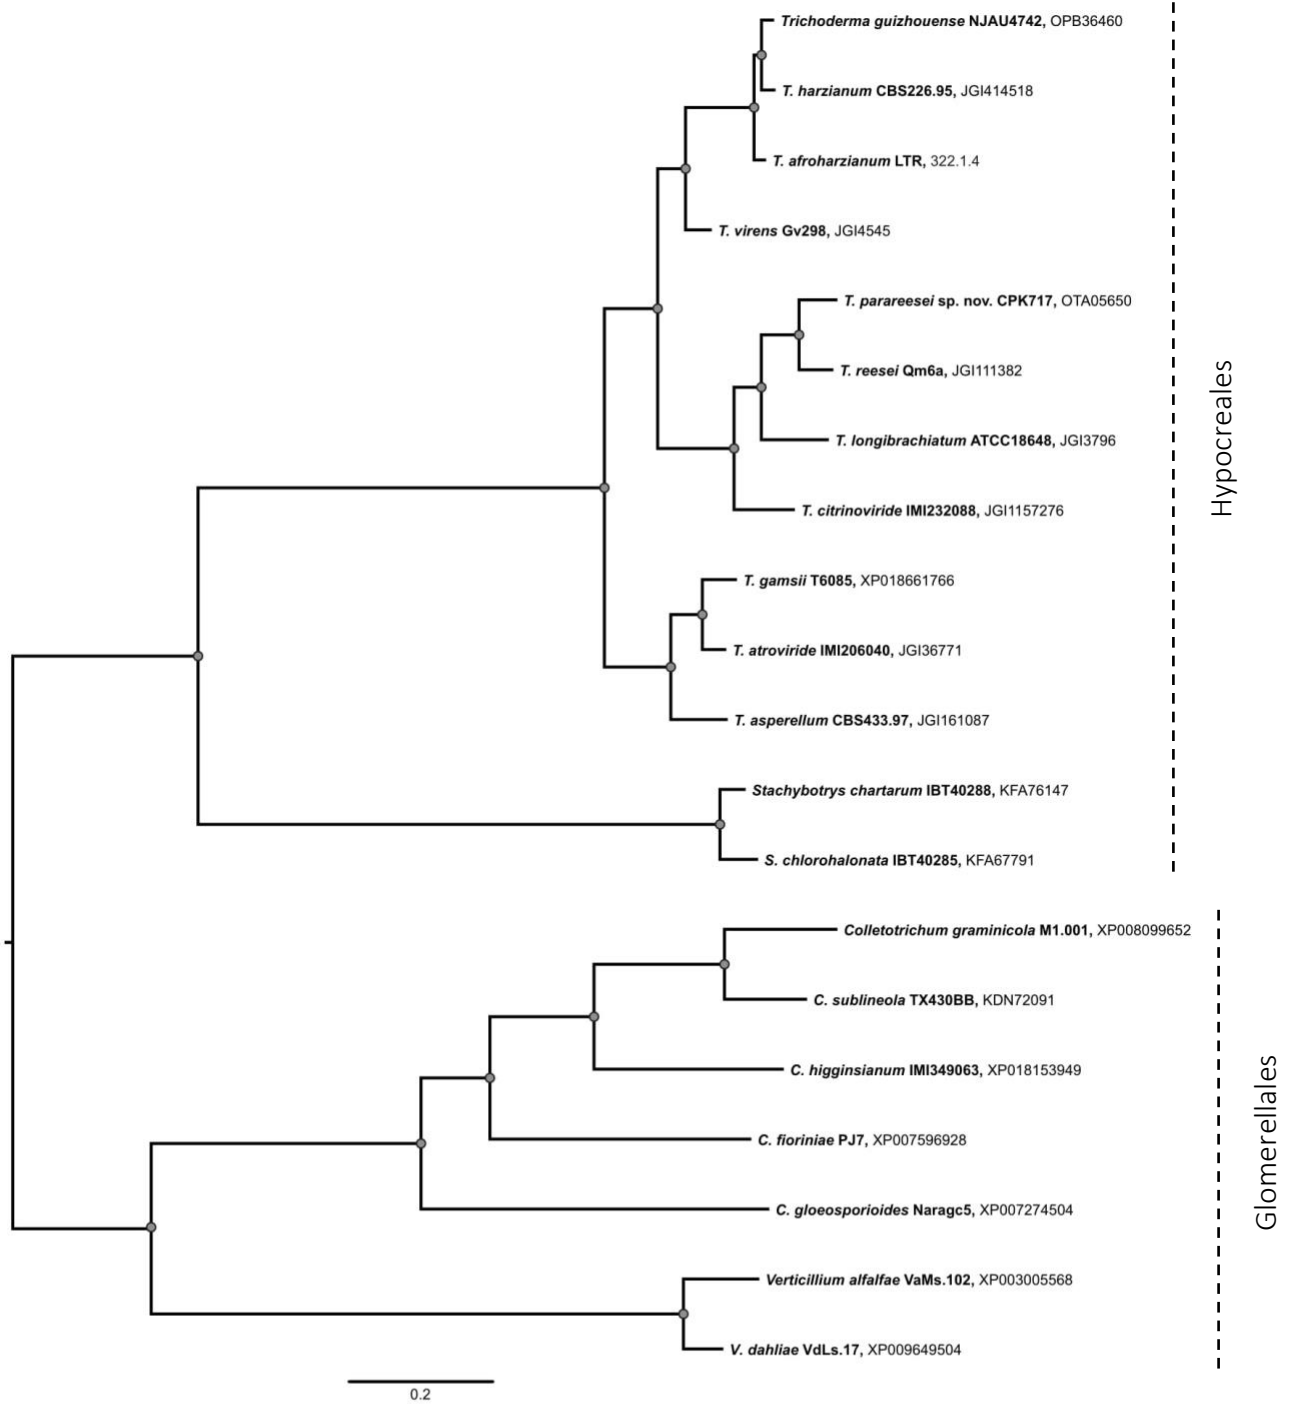 Trichoderma guizhouense NJAU4742, OPB36460
T. harzianum CBS226.95, JGI414518
T. afroharzianum LTR, 322.1.4
T. virens Gv298, JGI4545
T. parareesei sp. nov. CPK717, OTA05650
T. reesei Qm6a, JGI111382
T. longibrachiatum ATCC18648, JGI3796
T. citrinoviride IMI232088, JGI1157276
T. gamsii T6085, XP018661766
T. atroviride IMI206040, JGI36771
T. asperellum CBS433.97, JGI161087
Stachybotrys chartarum IBT40288, KFA76147
S. chlorohalonata IBT40285, KFA67791
Hypocreales
Colletotrichum graminicola M1.001, XP008099652
C. sublineola TX430BB, KDN72091
C. higginsianum IMI349063, XP018153949
C. fioriniae PJ7, XP007596928
C. gloeosporioides Naragc5, XP007274504
Verticillium alfalfae VaMs.102, XP003005568
V. dahliae VdLs.17, XP009649504
Glomerellales
0.2